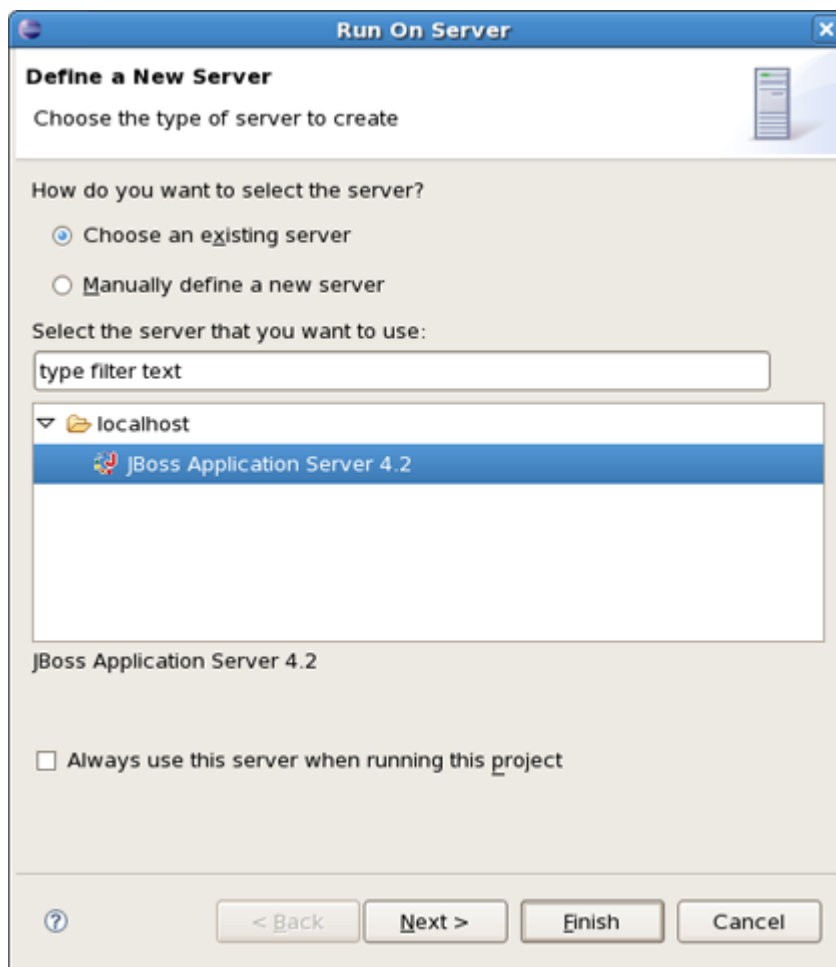 Run On Server
Define a New Server
Choose the type of server to create
How do you want to select the server?
Choose an existing server
Manually define a new server
Select the server that you want to use:
type filter text
localhost
JBoss Application Server 4.2
JBoss Application Server 4.2
Always use this server when running this project
? < Back Next > Finish Cancel